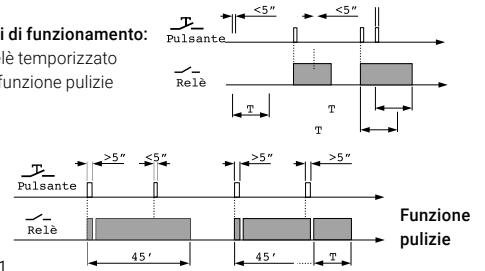 i di funzionamento:
lè temporizzato
funzione pulizie
<5″ <5″
Pulsante
Relè
T T
T
>5″ <5″ >5″ >5″
Pulsante
Relè
45′ 45′ T
Funzione
pulizie
1